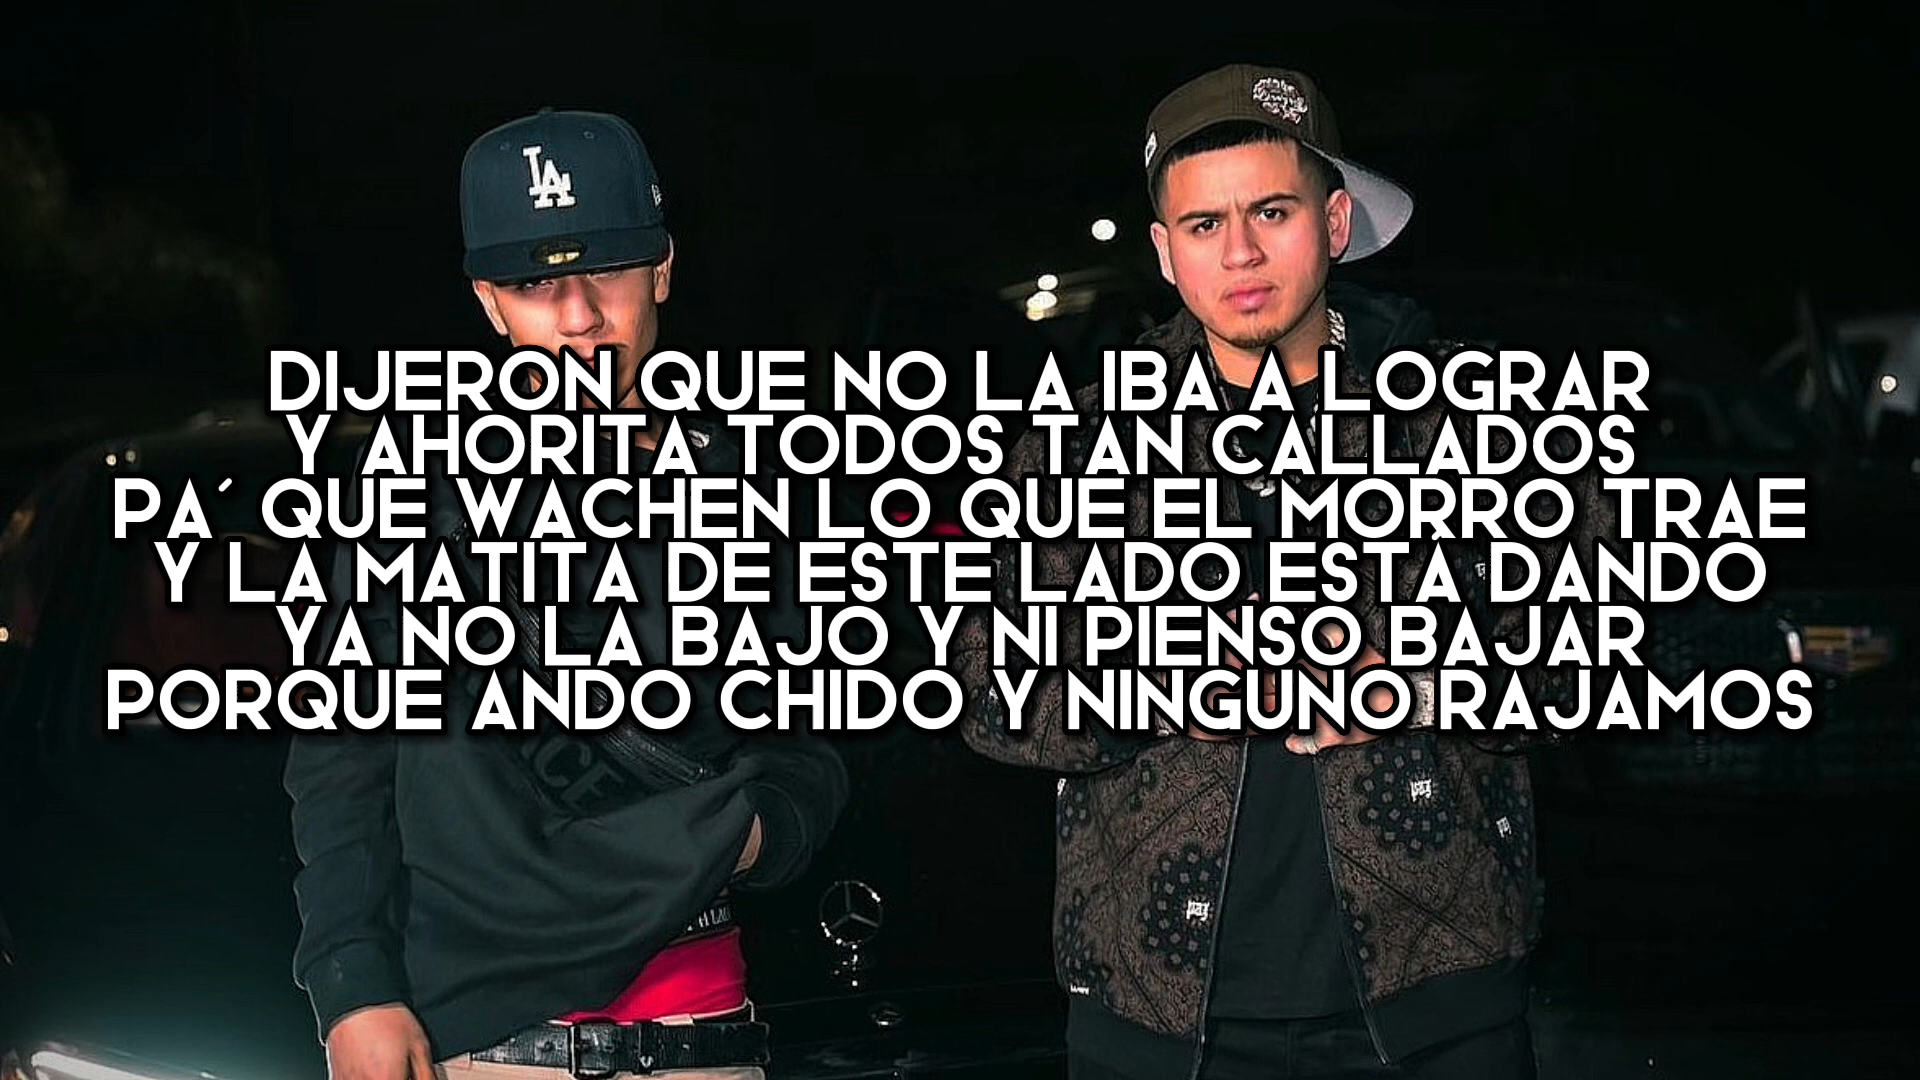 LA
DIJERON QUE NO LA IBA A LOGRAR
Y AHORITA TODOS TAN CALLADOS
PA´ QUE WACHEN LO QUE EL MORRO TRAE
Y LA MATITA DE ESTE LADO ESTÁ DANDO
YA NO LA BAJO Y NI PIENSO BAJAR
PORQUE ANDO CHIDO Y NINGUNO RAJAMOS